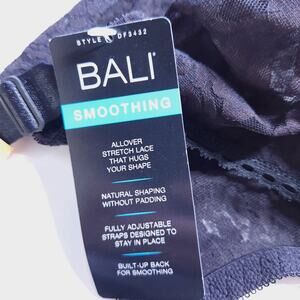 STYLE DF3432
BALI
SMOOTHING
ALLOVER
STRETCH LACE
THAT HUGS
YOUR SHAPE
NATURAL SHAPING
WITHOUT PADDING
FULLY ADJUSTABLE
STRAPS DESIGNED TO
STAY IN PLACE
BUILT-UP BACK
FOR SMOOTHING